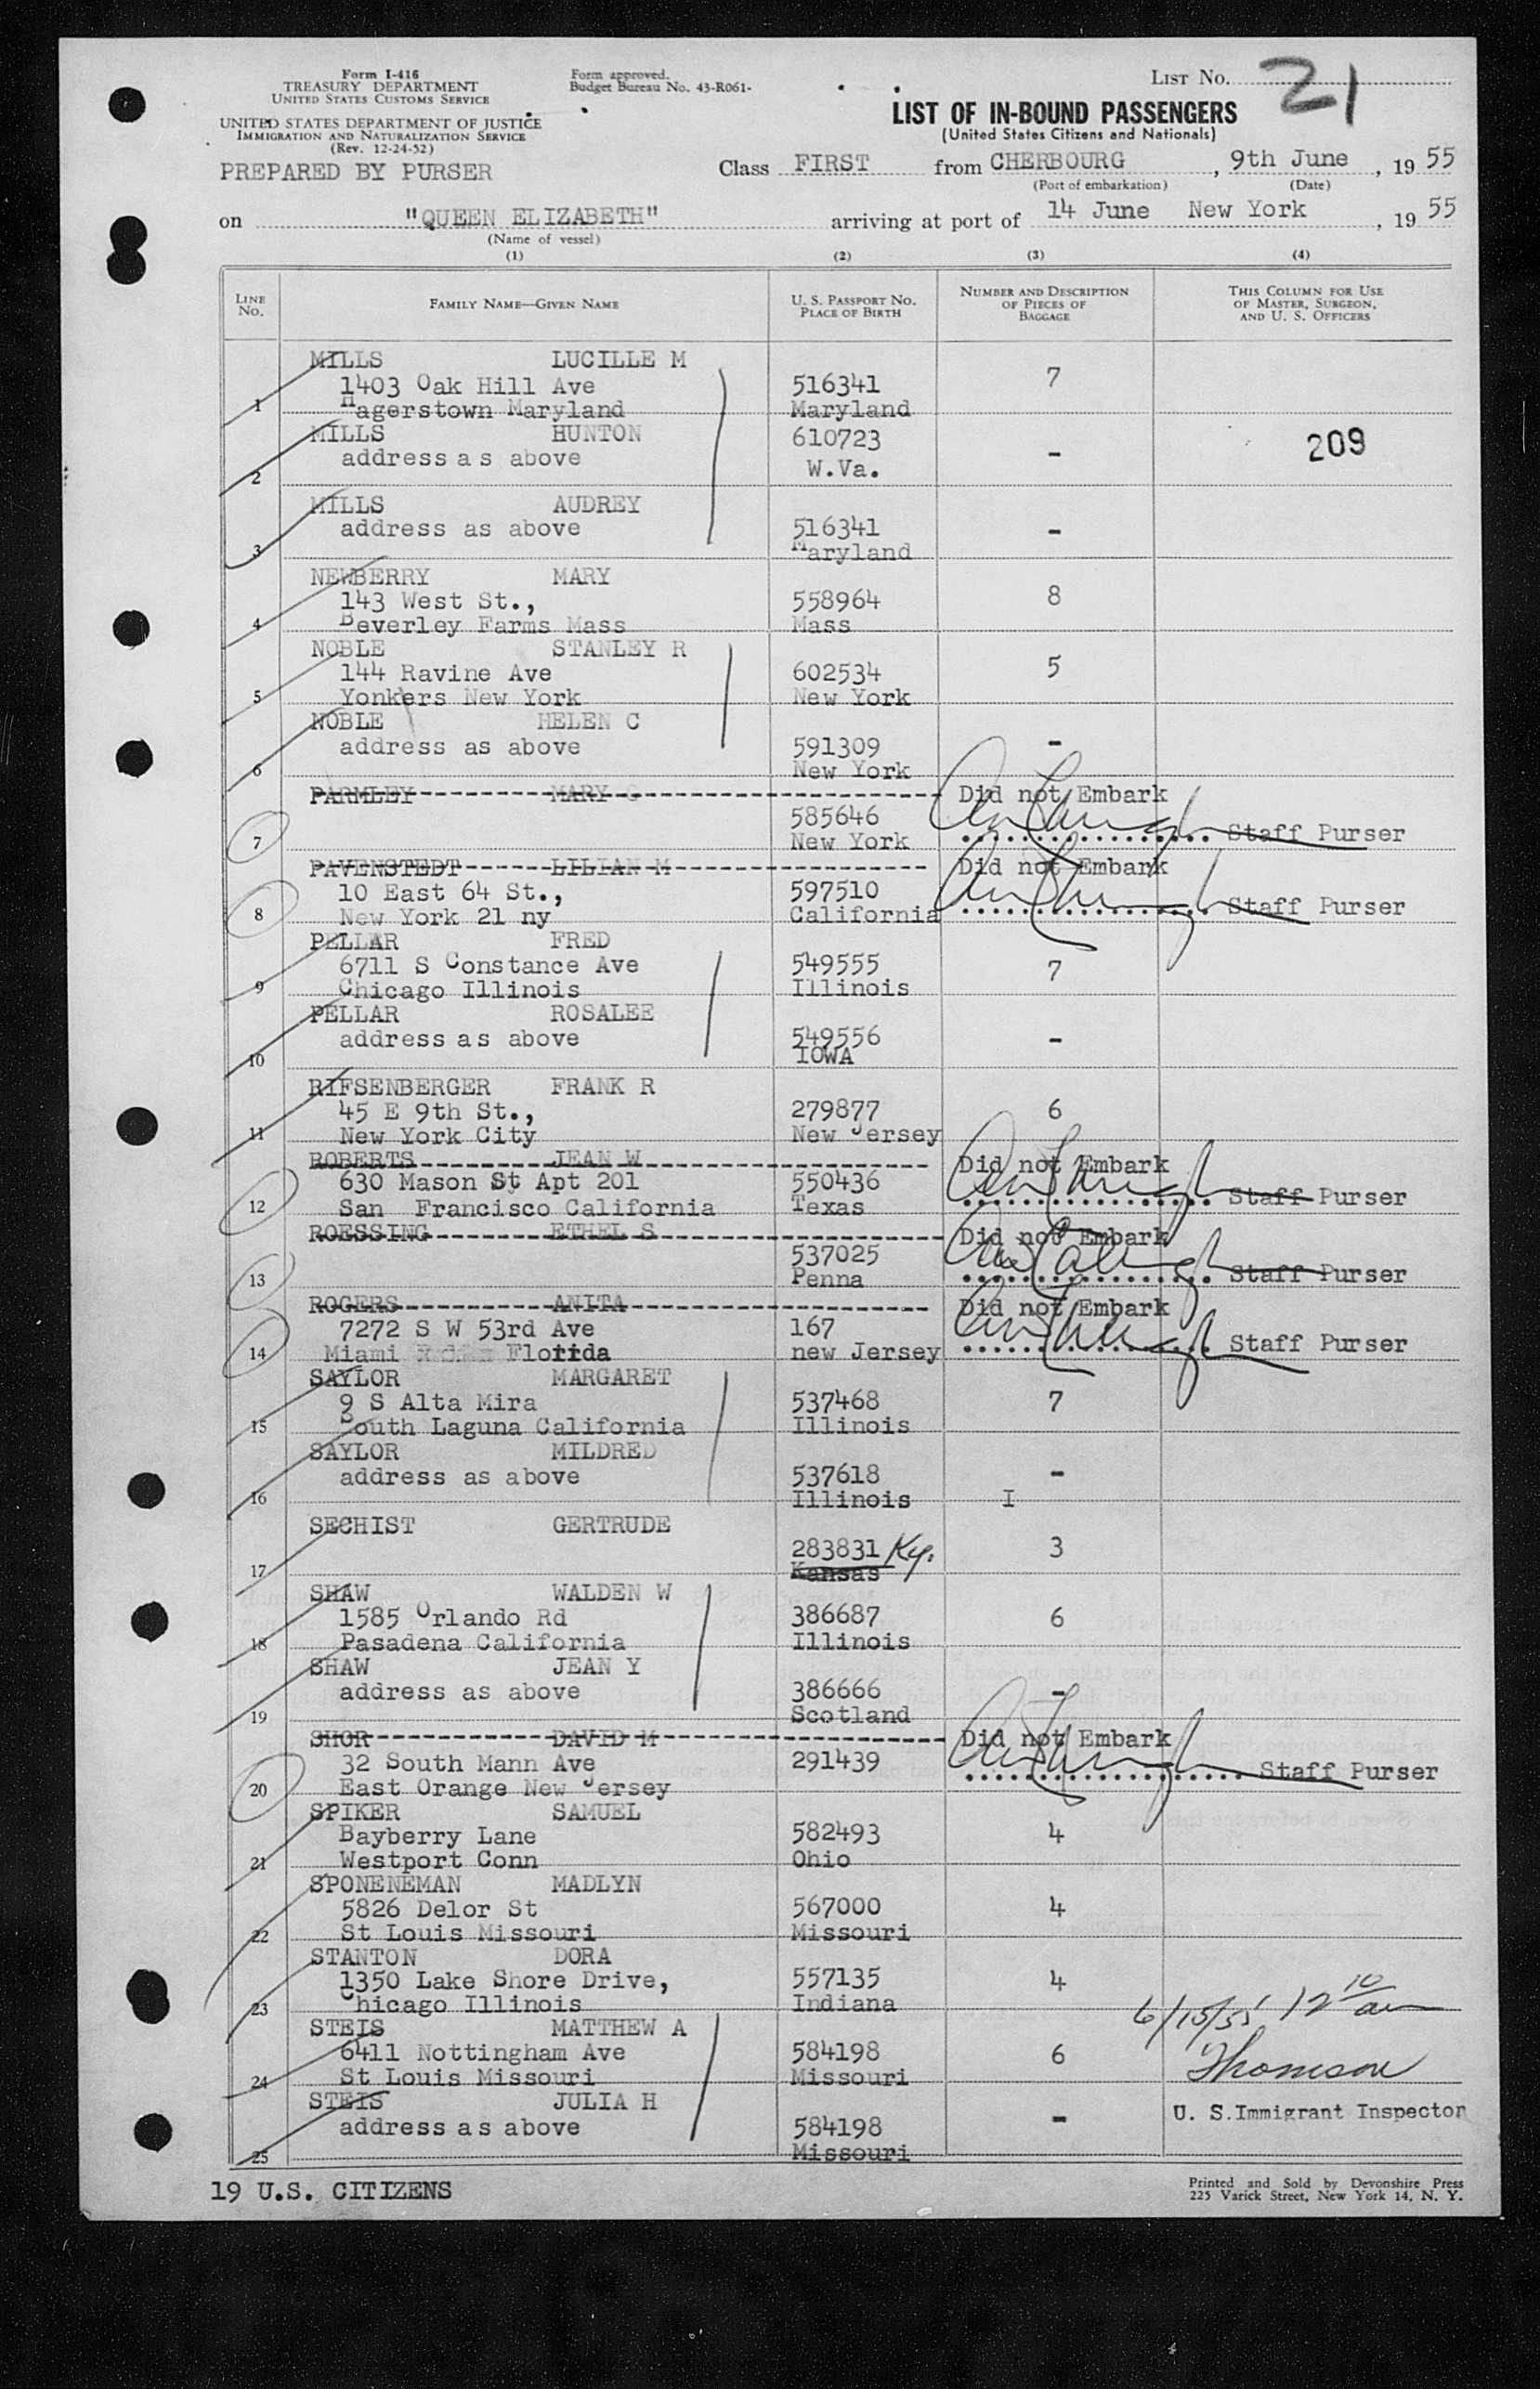 Form I-416
TREASURY DEPARTMENT
UNITED STATES CUSTOMS SERVICE
UNITED STATES DEPARTMENT OF JUSTICE
IMMIGRATION AND NATURALIZATION SERVICE
(Rev. 12-24-52)
PREPARED BY PURSER
Form approved.
Budget Bureau No. 43-R061-
LIST NO. 21
LIST OF IN-BOUND PASSENGERS
(United States Citizens and Nationals)
Class FIRST from CHERBOURG, 9th June, 19 55
(Port of embarkation) (Date)
on "QUEEN ELIZABETH" arriving at port of 14 June New York, 19 55
(Name of vessel)
(1) (2) (3) (4)
LINE No. FAMILY NAME—GIVEN NAME U. S. PASSPORT NO. PLACE OF BIRTH NUMBER AND DESCRIPTION OF PIECES OF BAGGAGE THIS COLUMN FOR USE OF MASTER, SURGEON, AND U. S. OFFICERS
MILLS LUCILLE M
1403 Oak Hill Ave 516341 7
1 Hagerstown Maryland Maryland
MILLS HUNTON 610723 209
address as above W.Va. -
2
MILLS AUDREY
address as above 516341 -
3 Maryland
NEWBERRY MARY
143 West St., 558964 8
4 Beverley Farms Mass Mass
NOBLE STANLEY R
144 Ravine Ave 602534 5
5 Yonkers New York New York
NOBLE HELEN C
address as above 591309 -
6 New York
PARMLEY MARY G Did not Embark
585646
7 New York Staff Purser
PAVENSTEDT LILIAN M Did not Embark
10 East 64 St., 597510
8 New York 21 ny California Staff Purser
PELLAR FRED
6711 S Constance Ave 549555 7
9 Chicago Illinois Illinois
PELLAR ROSALEE
address as above 549556 -
10 IOWA
RIFSENBERGER FRANK R
45 E 9th St., 279877 6
11 New York City New Jersey
ROBERTS JEAN W Did not Embark
630 Mason St Apt 201 550436
12 San Francisco California Texas Staff Purser
ROESSING ETHEL S Did not Embark
537025
13 Penna Staff Purser
ROGERS ANITA Did not Embark
7272 S W 53rd Ave 167
14 Miami Florida new Jersey Staff Purser
SAYLOR MARGARET
9 S Alta Mira 537468 7
15 South Laguna California Illinois
SAYLOR MILDRED
address as above 537618 -
16 Illinois I
SECHIST GERTRUDE
283831 Ky. 3
17 Kansas
SHAW WALDEN W
1585 Orlando Rd 386687 6
18 Pasadena California Illinois
SHAW JEAN Y
address as above 386666 -
19 Scotland
SHOR DAVID M Did not Embark
32 South Mann Ave 291439
20 East Orange New Jersey Staff Purser
SPIKER SAMUEL
Bayberry Lane 582493 4
21 Westport Conn Ohio
SPONENEMAN MADLYN
5826 Delor St 567000 4
22 St Louis Missouri Missouri
STANTON DORA
1350 Lake Shore Drive, 557135 4
23 Chicago Illinois Indiana 6/15/55 12 10 am
STEIS MATTHEW A
6411 Nottingham Ave 584198 6
24 St Louis Missouri Missouri Thomson
STEIS JULIA H U. S.Immigrant Inspector
address as above 584198 -
25 Missouri
19 U.S. CITIZENS
Printed and Sold by Devonshire Press
225 Varick Street, New York 14, N. Y.